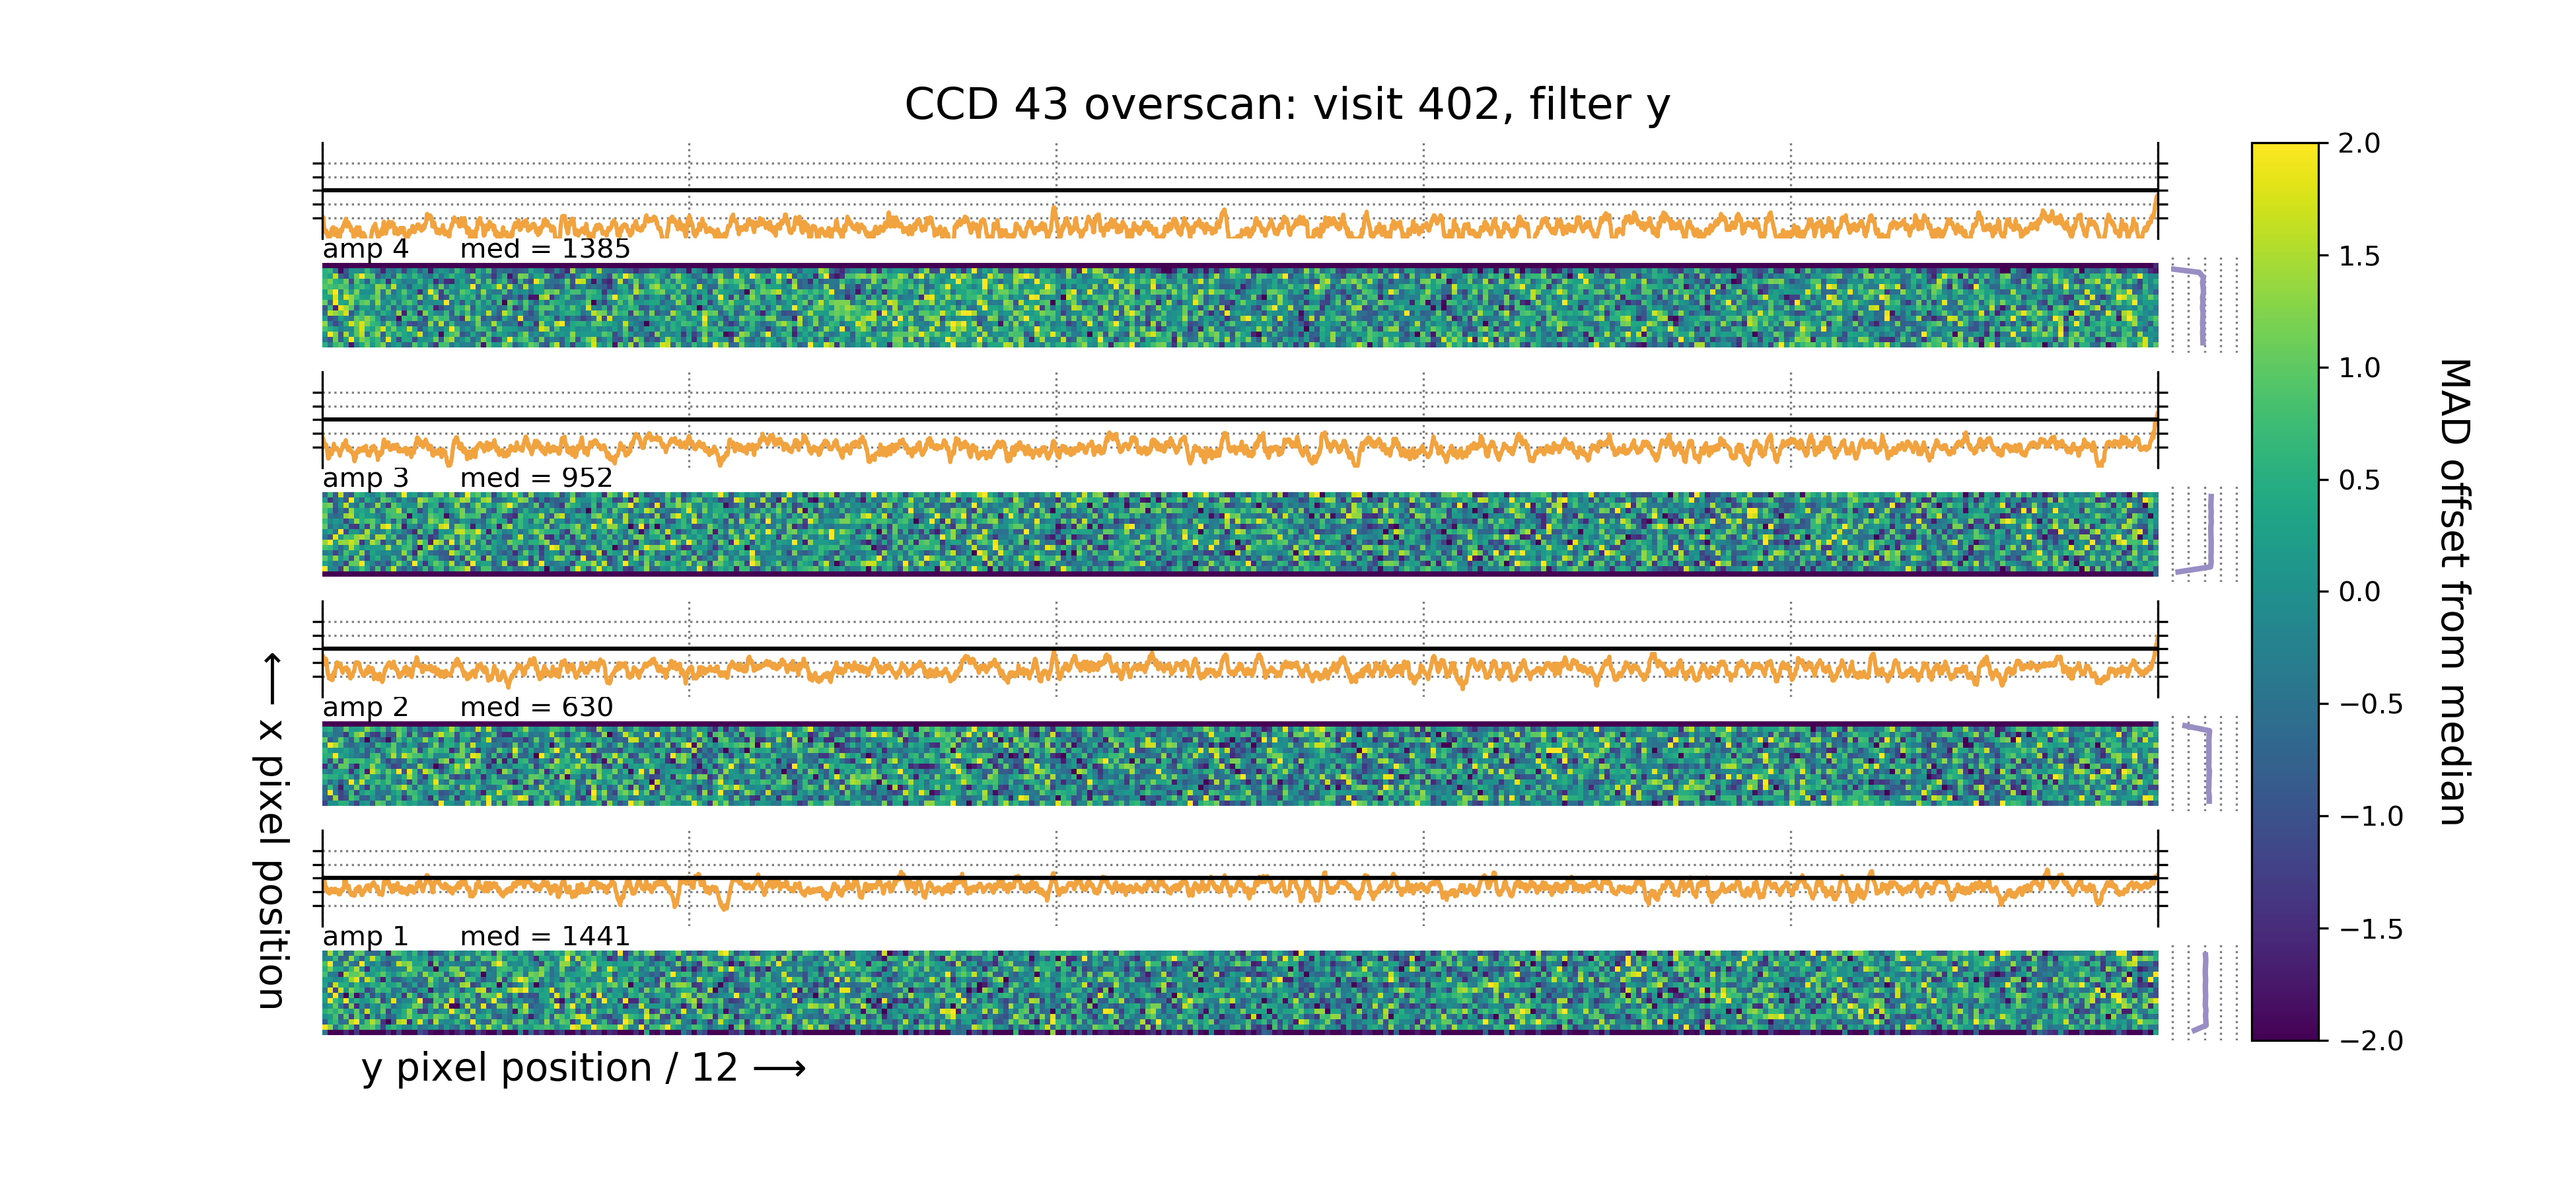 CCD 43 overscan: visit 402, filter y
amp 4 med = 1385
amp 3 med = 952
amp 2 med = 630
amp 1 med = 1441
⟵ x pixel position
y pixel position / 12 ⟶
2.0
1.5
1.0
0.5
0.0
−0.5
−1.0
−1.5
−2.0
MAD offset from median